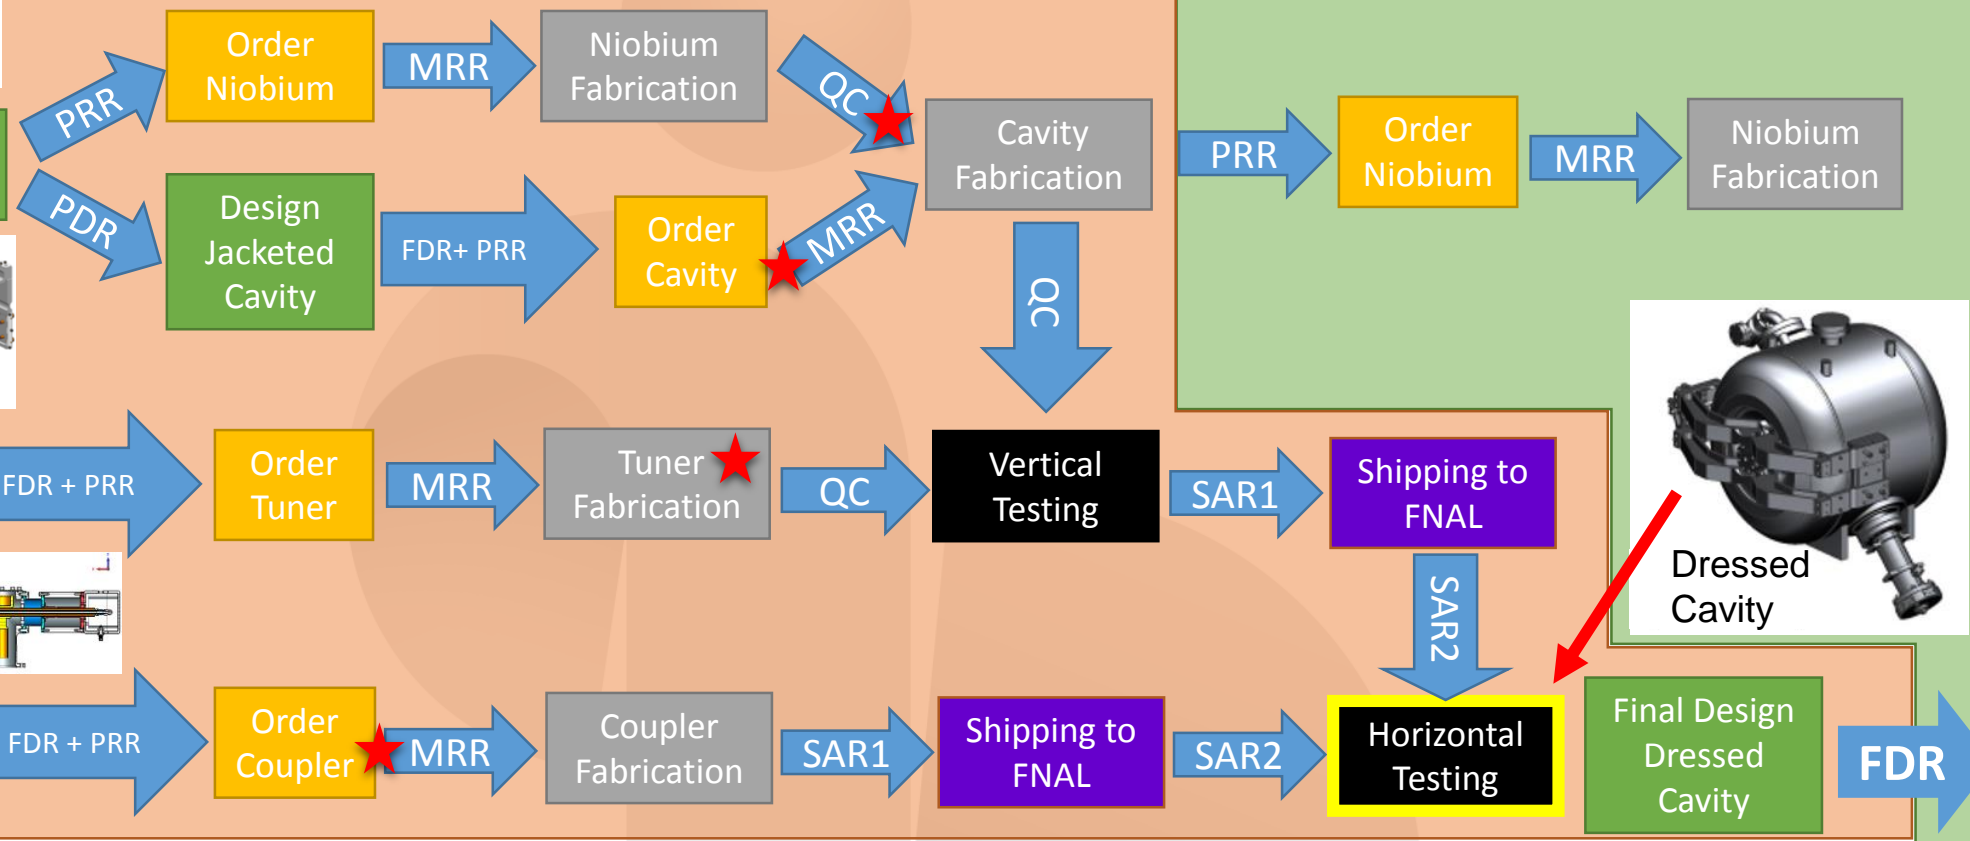 PRR
Order
Niobium
MRR
Niobium
Fabrication
QC
Cavity
Fabrication
PRR
Order
Niobium
MRR
Niobium
Fabrication
PDR
Design
Jacketed
Cavity
FDR+ PRR
Order
Cavity
MRR
QC
FDR + PRR
Order
Tuner
MRR
Tuner
Fabrication
QC
Vertical
Testing
SAR1
Shipping to
FNAL
SAR2
Dressed
Cavity
FDR + PRR
Order
Coupler
MRR
Coupler
Fabrication
SAR1
Shipping to
FNAL
SAR2
Horizontal
Testing
Final Design
Dressed
Cavity
FDR